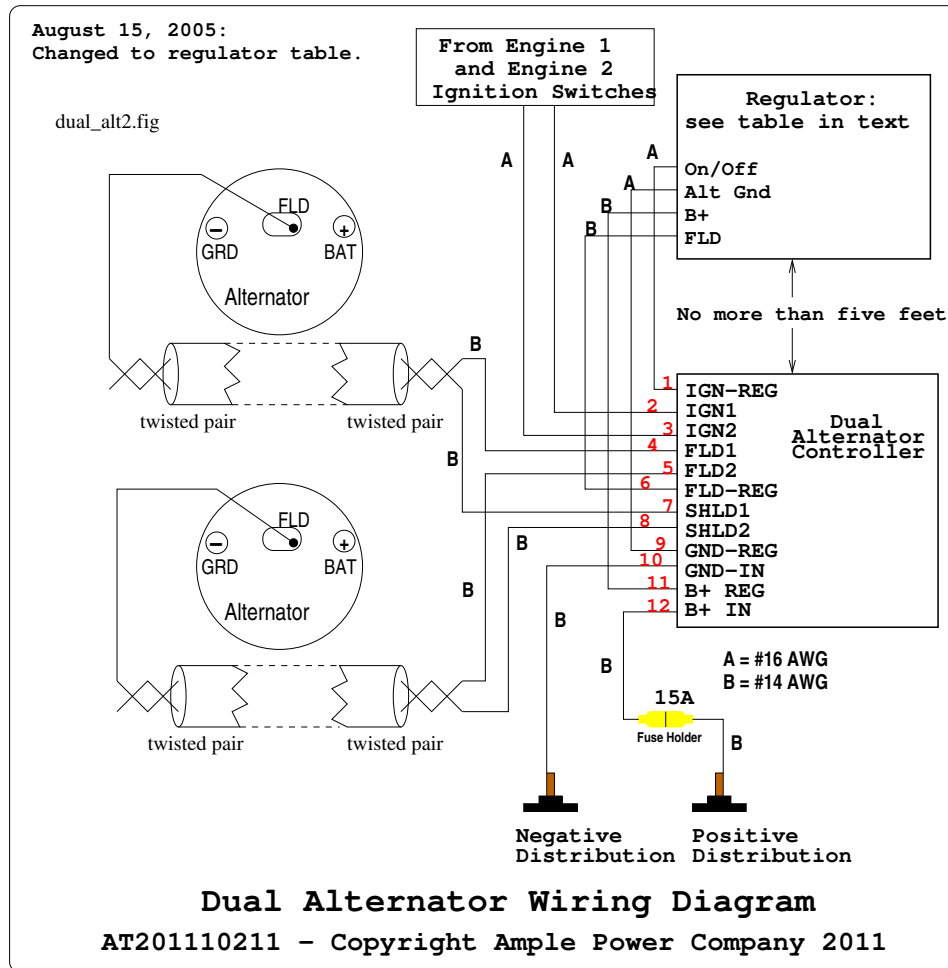 August 15, 2005:
Changed to regulator table.
dual_alt2.fig
From Engine 1
and Engine 2
Ignition Switches
Regulator:
see table in text
A
A
A
On/Off
A
Alt Gnd
B
B+
B
FLD
No more than five feet
FLD
−
+
GRD
BAT
Alternator
B
twisted pair
twisted pair
1
IGN−REG
2
IGN1
3
IGN2
4
FLD1
5
FLD2
6
FLD−REG
7
SHLD1
8
SHLD2
9
GND−REG
10
GND−IN
11
B+ REG
12
B+ IN
Dual
Alternator
Controller
B
FLD
−
+
GRD
BAT
Alternator
B
B
B
B
twisted pair
twisted pair
A = #16 AWG
B = #14 AWG
15A
Fuse Holder
B
Negative
Distribution
Positive
Distribution
Dual Alternator Wiring Diagram
AT201110211 − Copyright Ample Power Company 2011